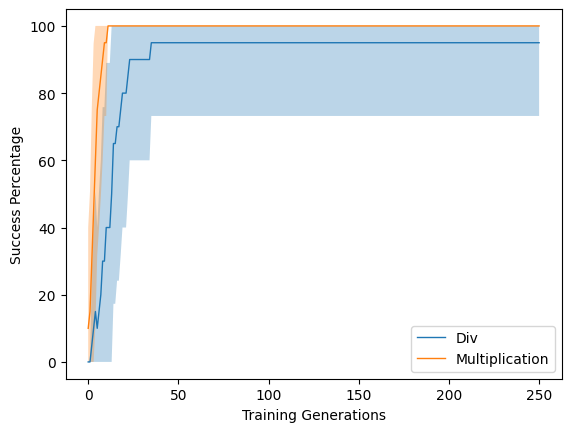 100
80
60
40
20
0
Success Percentage
0 50 100 150 200 250
Training Generations
Div
Multiplication